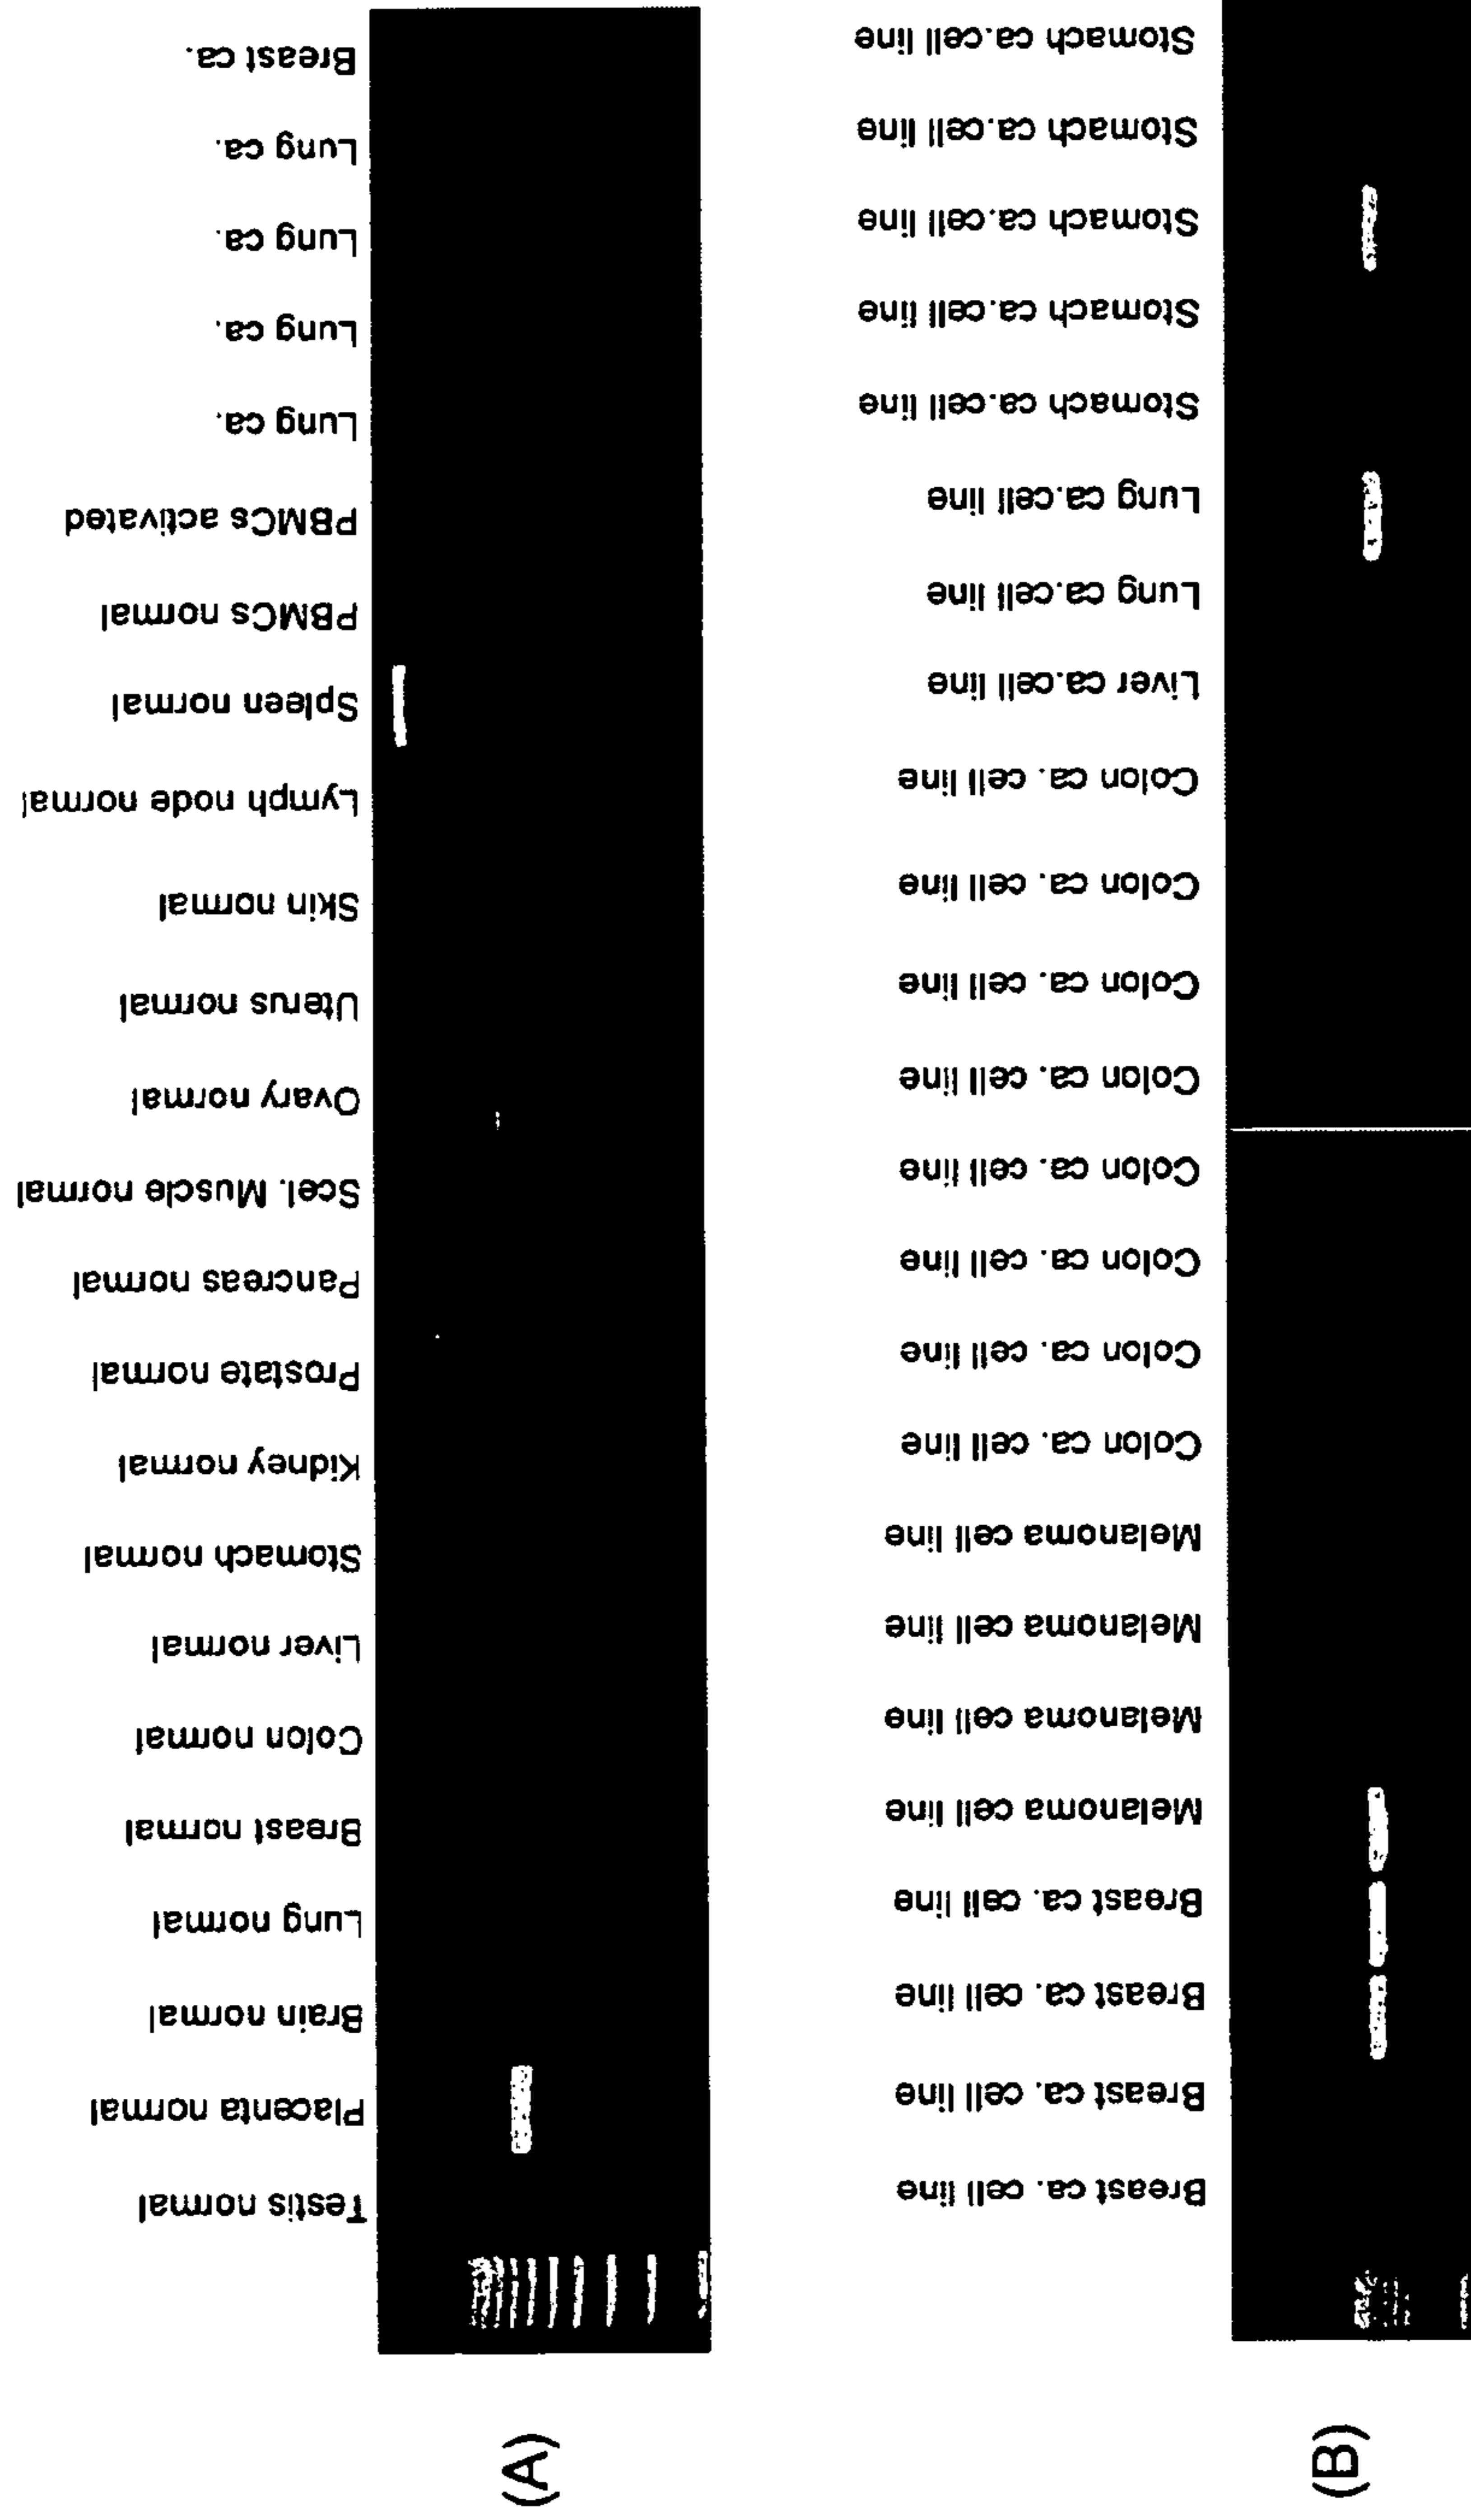 (A)
Testis normal
Placenta normal
Brain normal
Lung normal
Breast normal
Colon normal
Liver normal
Stomach normal
Kidney normal
Prostate normal
Pancreas normal
Scel. Muscle normal
Ovary normal
Uterus normal
Skin normal
Lymph node normal
Spleen normal
PBMCs normal
PBMCs activated
Lung ca.
Lung ca.
Lung ca.
Lung ca.
Breast ca.
(B)
Breast ca. cell line
Breast ca. cell line
Breast ca. cell line
Breast ca. cell line
Melanoma cell line
Melanoma cell line
Melanoma cell line
Melanoma cell line
Colon ca. cell line
Colon ca. cell line
Colon ca. cell line
Colon ca. cell line
Colon ca. cell line
Colon ca. cell line
Colon ca. cell line
Colon ca. cell line
Liver ca.cell line
Lung ca.cell line
Lung ca.cell line
Stomach ca.cell line
Stomach ca.cell line
Stomach ca.cell line
Stomach ca.cell line
Stomach ca.cell line